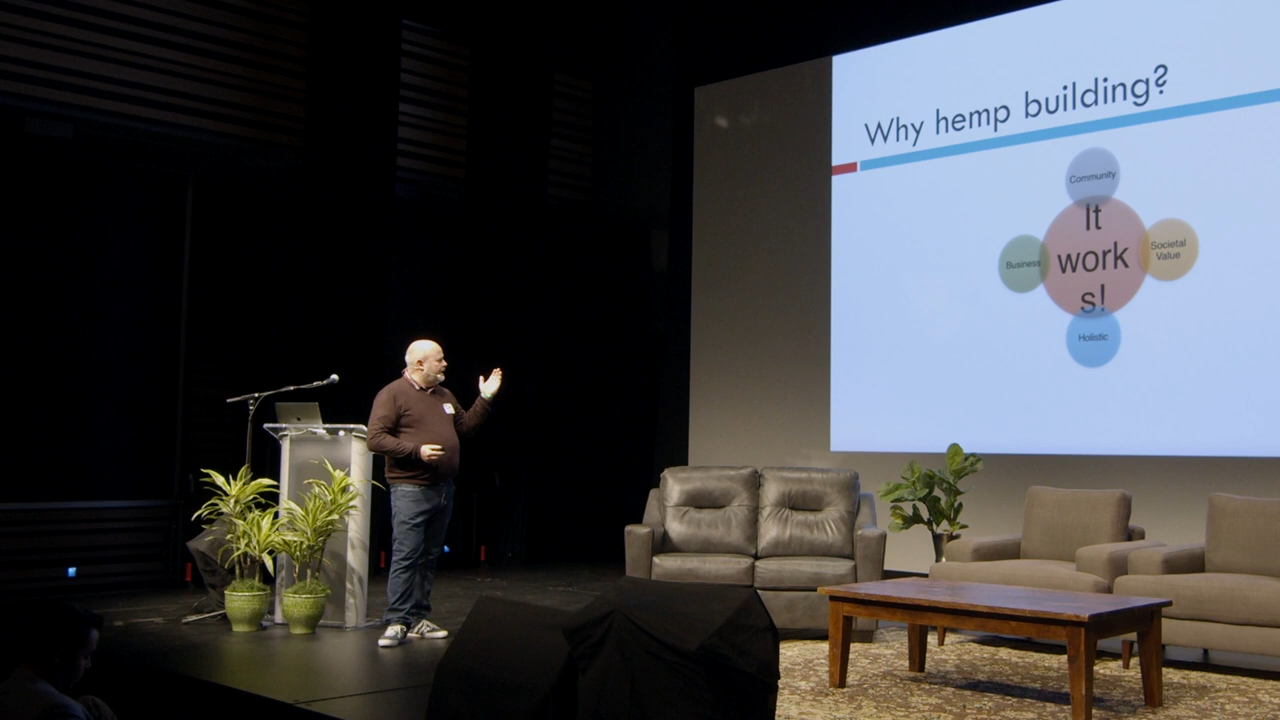 Why hemp building?
Community
It
work
s!
Business
Societal
Value
Holistic